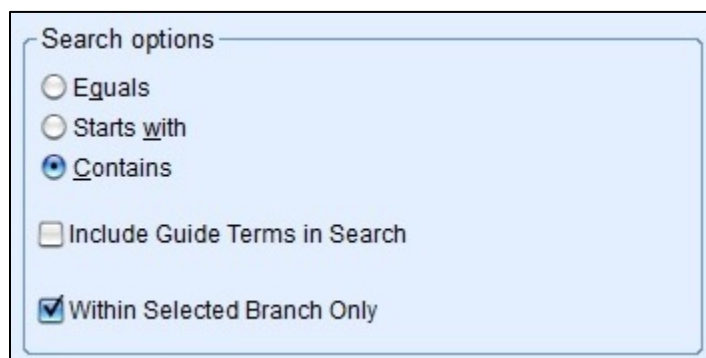 Search options
Equals
Starts with
Contains
Include Guide Terms in Search
Within Selected Branch Only